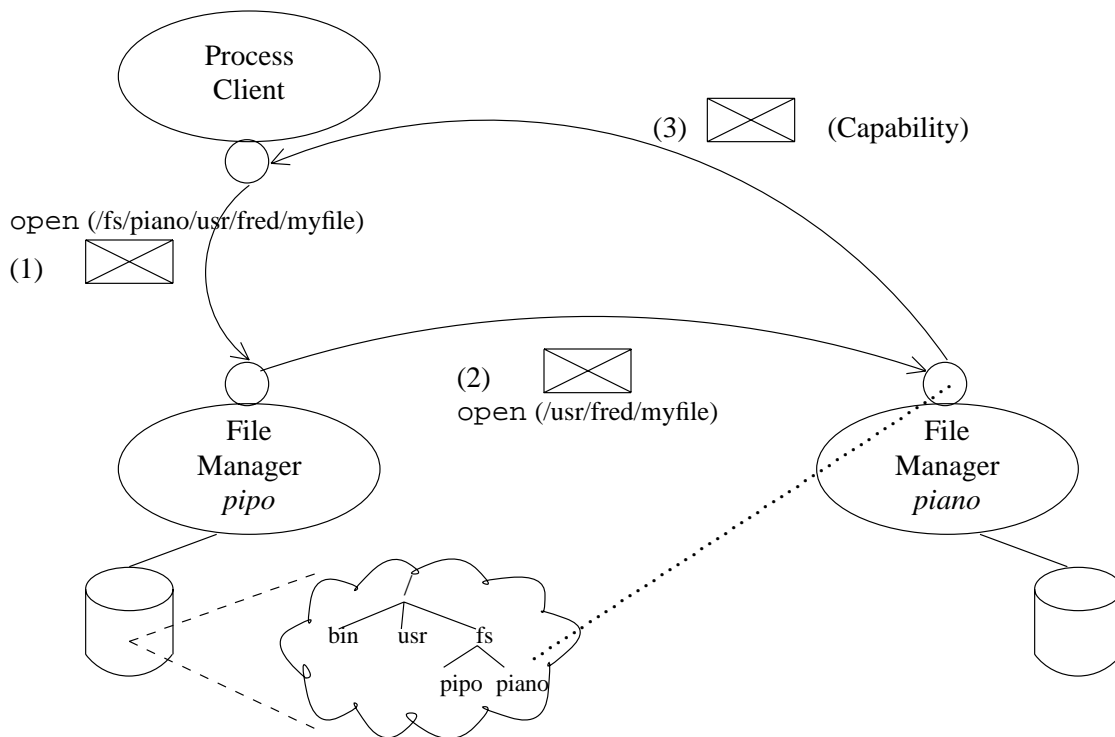 Process
Client
(3) (Capability)
open (/fs/piano/usr/fred/myfile)
(1)
(2)
open (/usr/fred/myfile)
File
Manager
pipo
File
Manager
piano
/
bin usr fs
pipo piano